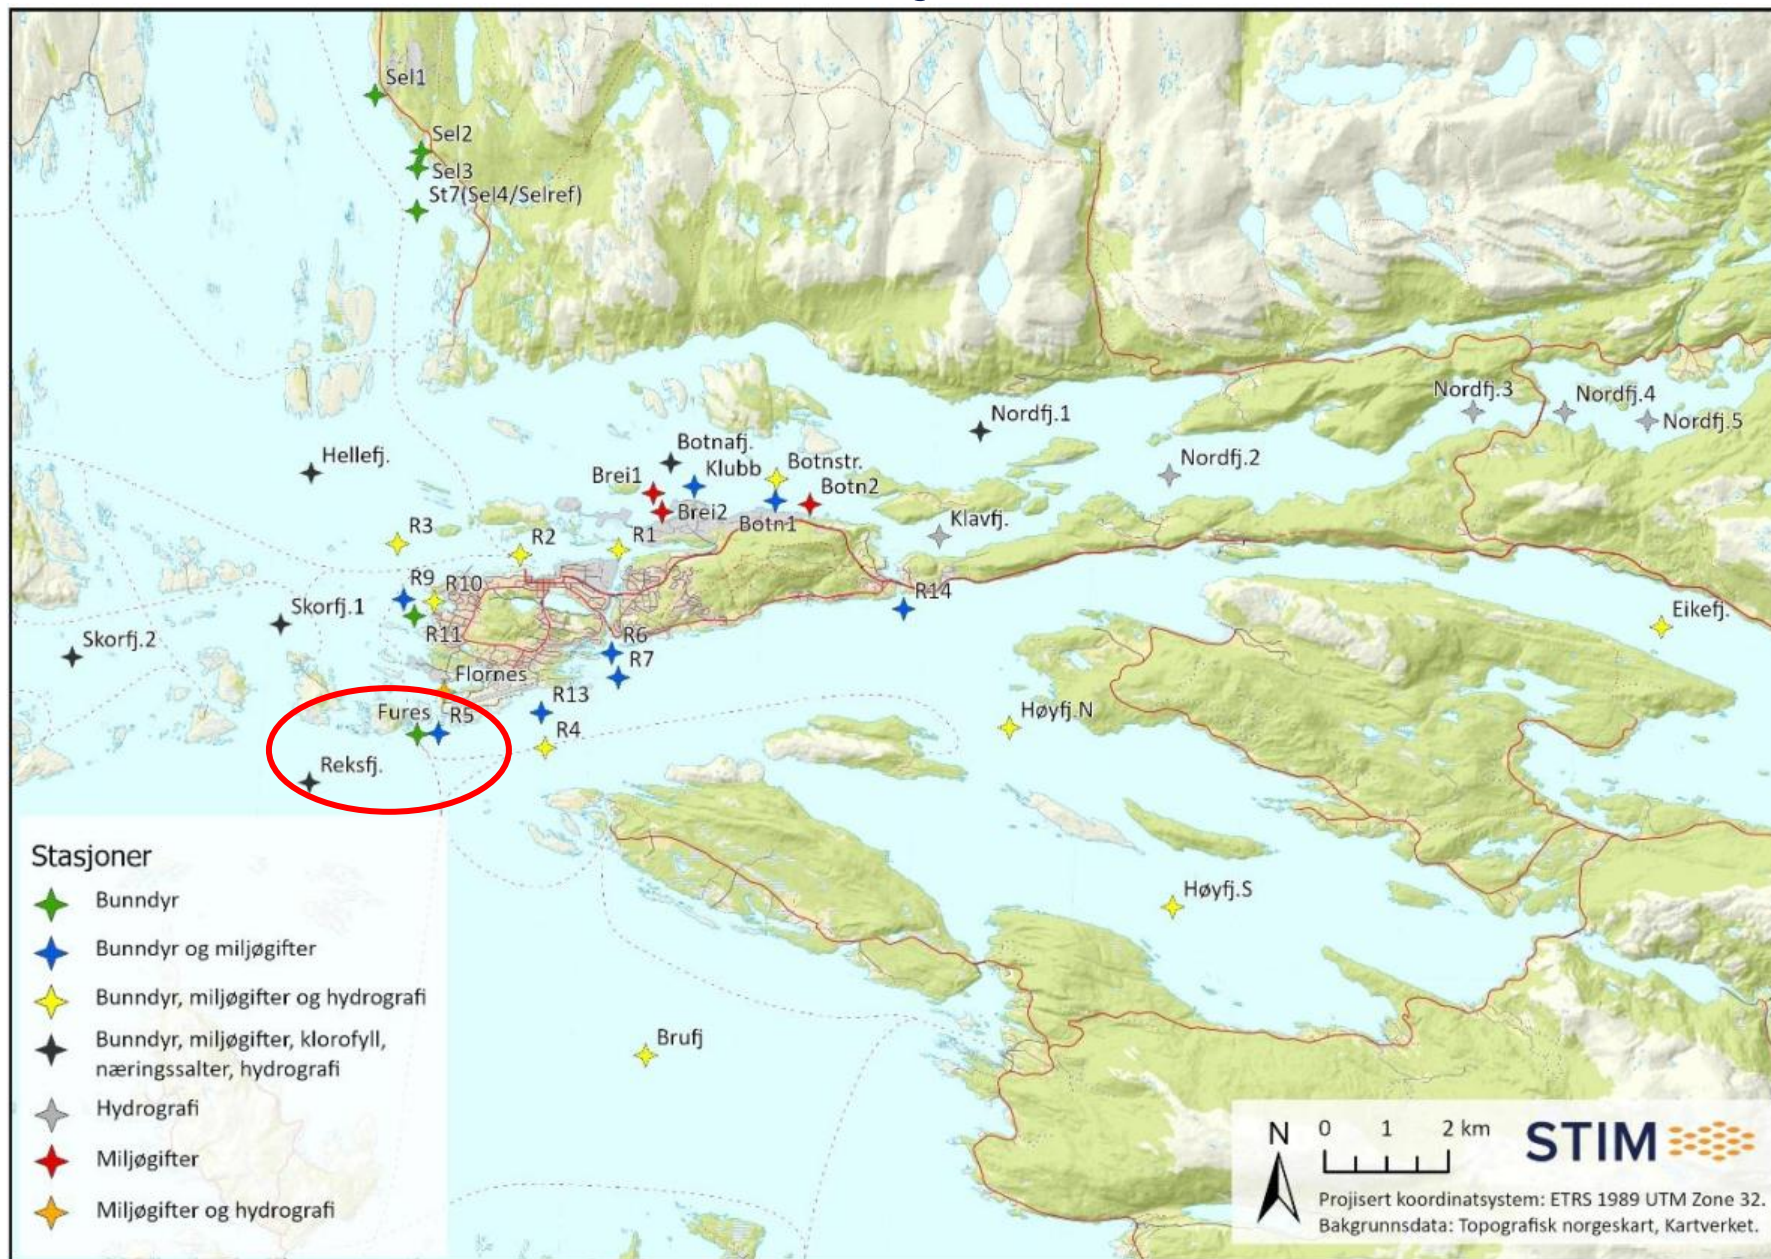 Sel1
Sel2
Sel3
St7(Sel4/Selref)
Nordfj.3
Nordfj.4
Nordfj.5
Nordfj.1
Nordfj.2
Hellefj.
Botnafj.
Klubb
Botnstr.
Brei1
Botn2
Brei2
Botn1
Klavfj.
R3
R2
R1
R9
R10
R14
Skorfj.1
Eikefj.
R11
R6
Skorfj.2
R7
Flornes
R13
Fures
R5
R4
Høyfj.N
Reksfj.
Høyfj.S
Brufj
Stasjoner
Bunndyr
Bunndyr og miljøgifter
Bunndyr, miljøgifter og hydrografi
Bunndyr, miljøgifter, klorofyll,
næringssalter, hydrografi
Hydrografi
Miljøgifter
Miljøgifter og hydrografi
N
0 1 2 km
STIM
Projisert koordinatsystem: ETRS 1989 UTM Zone 32.
Bakgrunnsdata: Topografisk norgeskart, Kartverket.